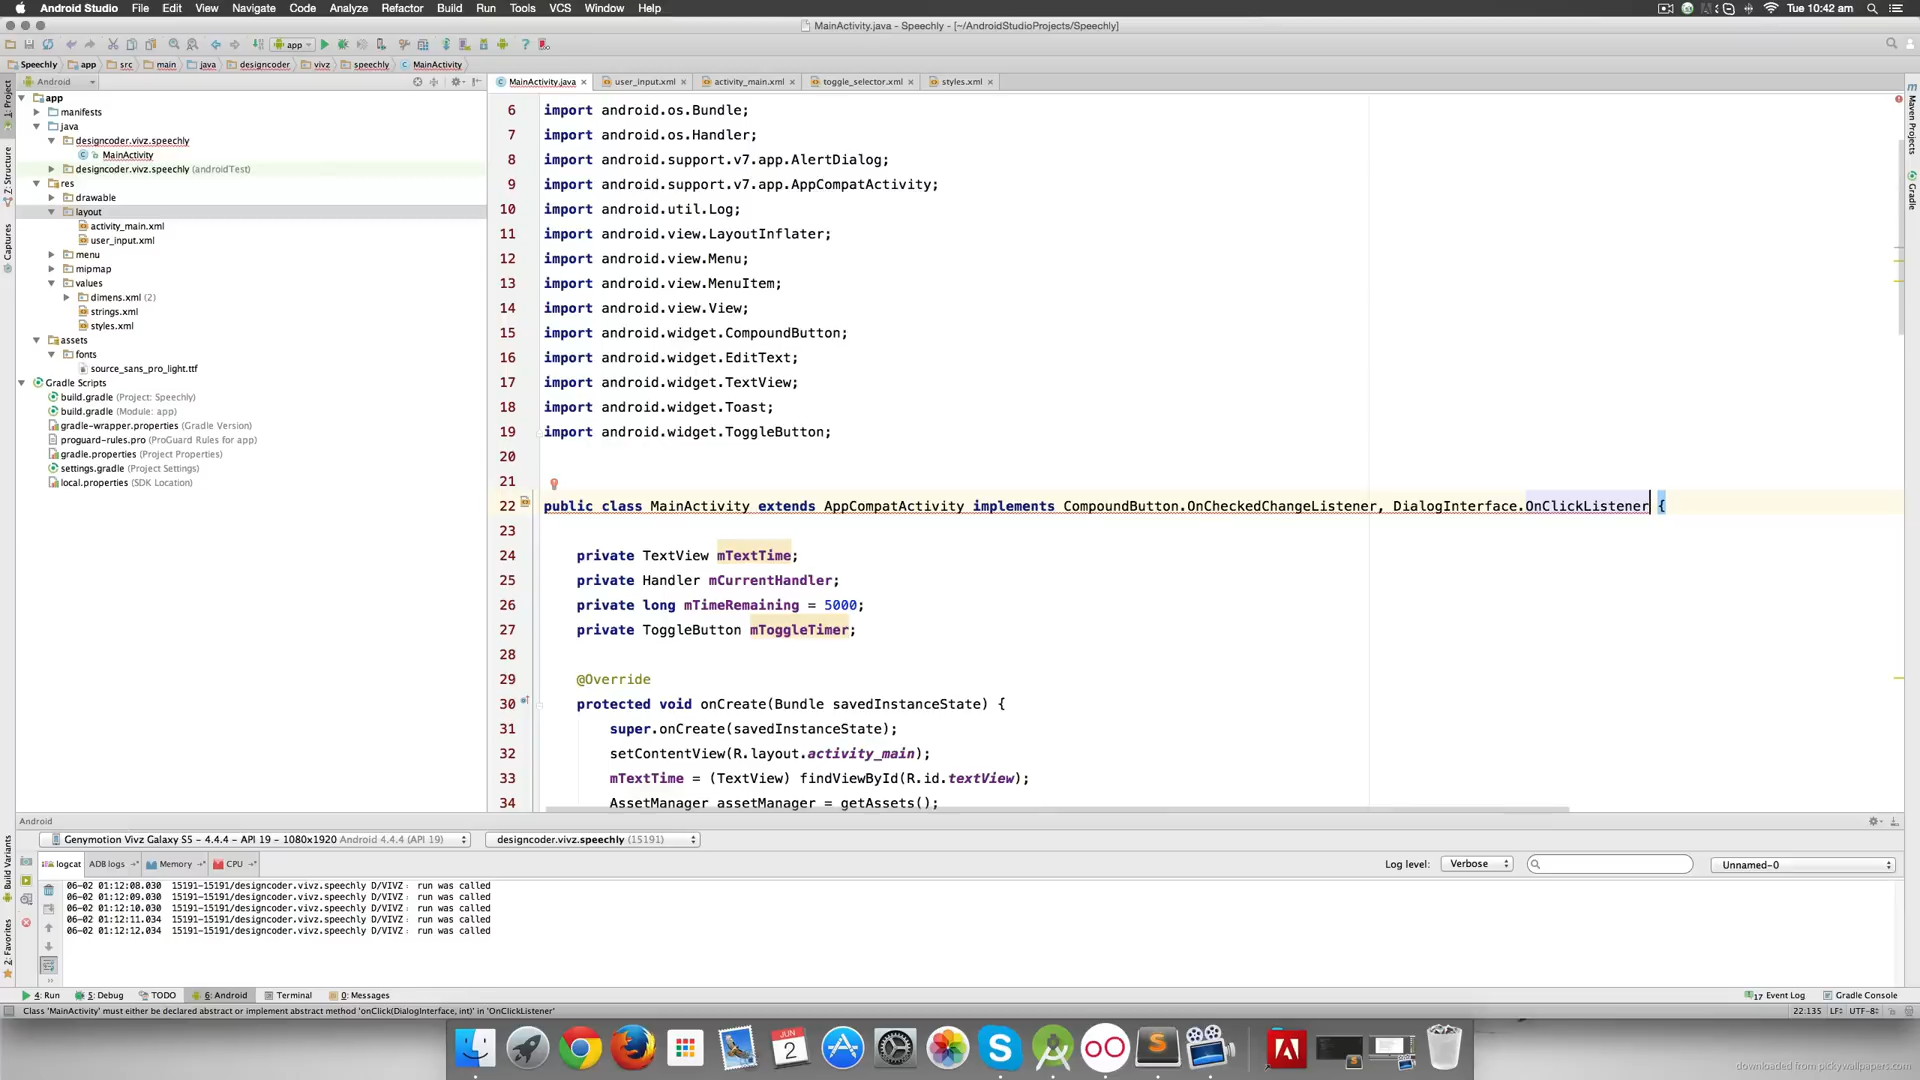 Android Studio File Edit View Navigate Code Analyze Refactor Build Run Tools VCS Window Help Tue 10:42 am
MainActivity.java - Speechly - [~/AndroidStudioProjects/Speechly]
app
Speechly app src main java designcoder vivz speechly MainActivity
Android
MainActivity.java user_input.xml activity_main.xml toggle_selector.xml styles.xml
1: Project
Z: Structure
Captures
Build Variants
2: Favorites
Maven Projects
Gradle
app
manifests
java
designcoder.vivz.speechly
MainActivity
designcoder.vivz.speechly (androidTest)
res
drawable
layout
activity_main.xml
user_input.xml
menu
mipmap
values
dimens.xml (2)
strings.xml
styles.xml
assets
fonts
source_sans_pro_light.ttf
Gradle Scripts
build.gradle (Project: Speechly)
build.gradle (Module: app)
gradle-wrapper.properties (Gradle Version)
proguard-rules.pro (ProGuard Rules for app)
gradle.properties (Project Properties)
settings.gradle (Project Settings)
local.properties (SDK Location)
6 import android.os.Bundle;
7 import android.os.Handler;
8 import android.support.v7.app.AlertDialog;
9 import android.support.v7.app.AppCompatActivity;
10 import android.util.Log;
11 import android.view.LayoutInflater;
12 import android.view.Menu;
13 import android.view.MenuItem;
14 import android.view.View;
15 import android.widget.CompoundButton;
16 import android.widget.EditText;
17 import android.widget.TextView;
18 import android.widget.Toast;
19 import android.widget.ToggleButton;
20
21
22 public class MainActivity extends AppCompatActivity implements CompoundButton.OnCheckedChangeListener, DialogInterface.OnClickListener {
23
24 private TextView mTextTime;
25 private Handler mCurrentHandler;
26 private long mTimeRemaining = 5000;
27 private ToggleButton mToggleTimer;
28
29 @Override
30 protected void onCreate(Bundle savedInstanceState) {
31 super.onCreate(savedInstanceState);
32 setContentView(R.layout.activity_main);
33 mTextTime = (TextView) findViewById(R.id.textView);
34 AssetManager assetManager = getAssets();
Android
Genymotion Vivz Galaxy S5 - 4.4.4 - API 19 - 1080x1920 Android 4.4.4 (API 19) designcoder.vivz.speechly (15191)
logcat ADB logs Memory CPU Log level: Verbose Unnamed-0
06-02 01:12:08.030 15191-15191/designcoder.vivz.speechly D/VIVZ﹕ run was called
06-02 01:12:09.030 15191-15191/designcoder.vivz.speechly D/VIVZ﹕ run was called
06-02 01:12:10.030 15191-15191/designcoder.vivz.speechly D/VIVZ﹕ run was called
06-02 01:12:11.034 15191-15191/designcoder.vivz.speechly D/VIVZ﹕ run was called
06-02 01:12:12.034 15191-15191/designcoder.vivz.speechly D/VIVZ﹕ run was called
4: Run 5: Debug TODO 6: Android Terminal 0: Messages 17 Event Log Gradle Console
Class 'MainActivity' must either be declared abstract or implement abstract method 'onClick(DialogInterface, int)' in 'OnClickListener' 22:135 LF÷ UTF-8÷
JUN
2
downloaded from pickywallpapers.com